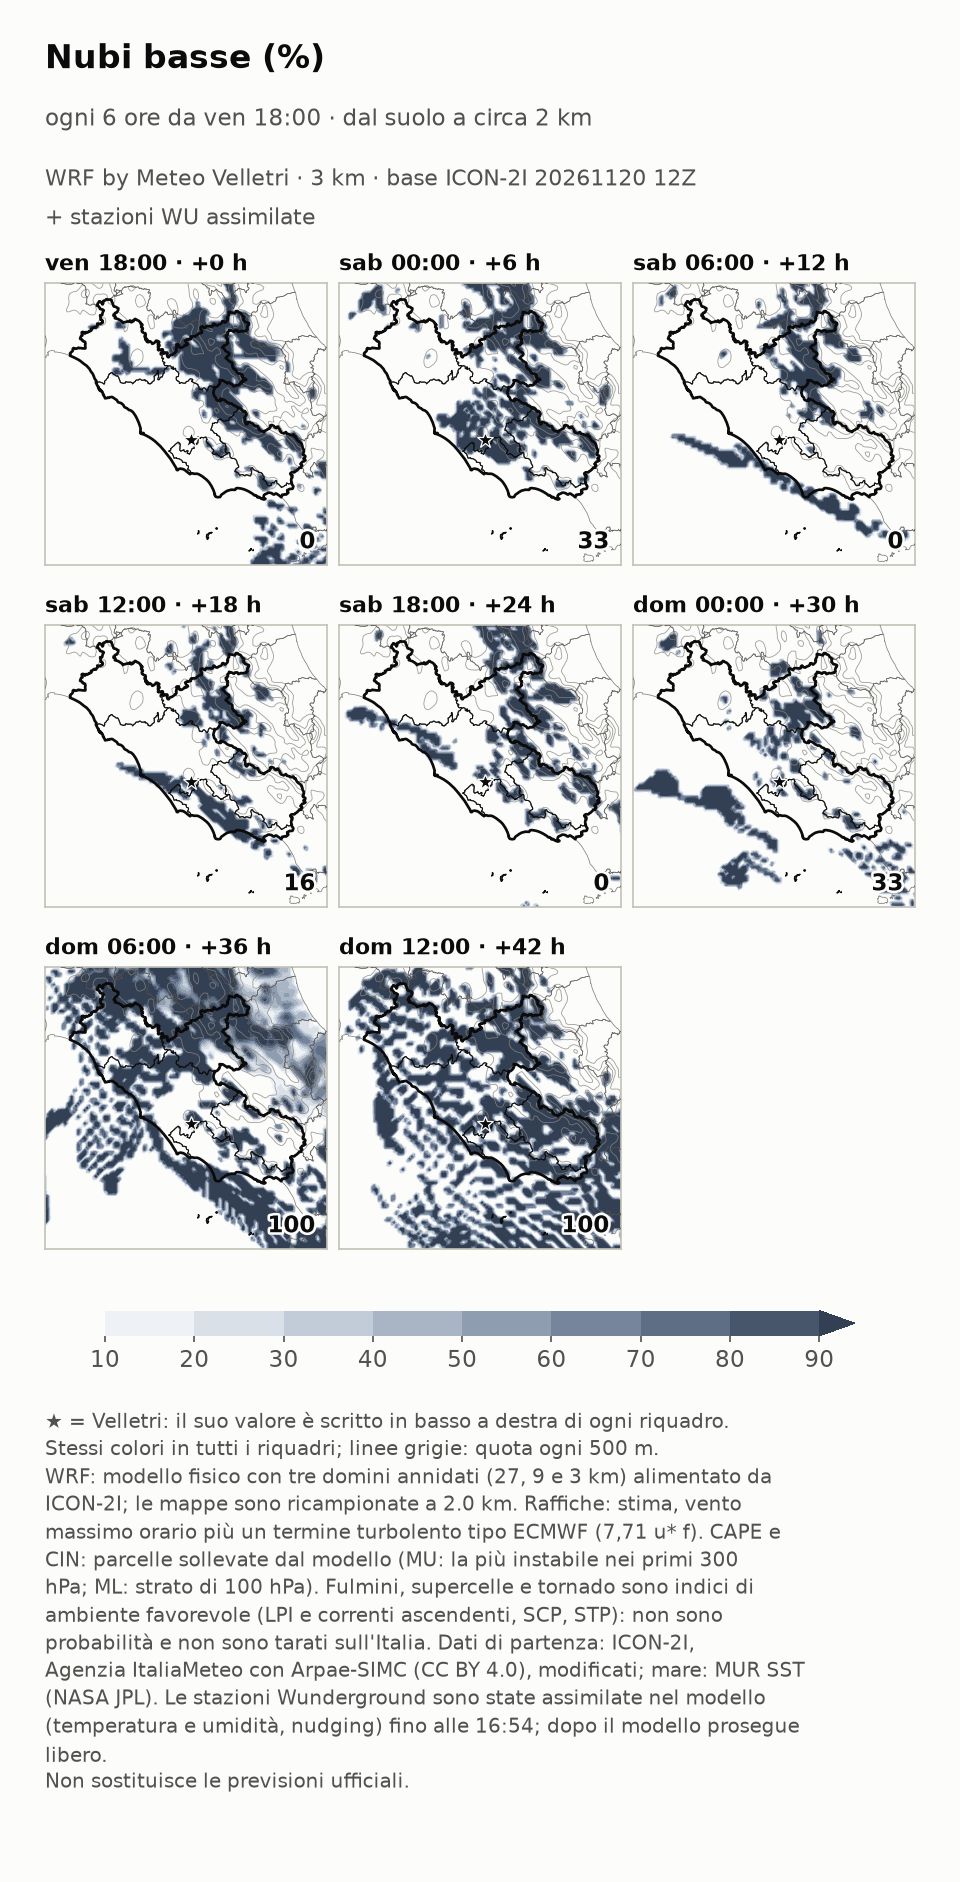 Nubi basse (%)
ogni 6 ore da ven 18:00 · dal suolo a circa 2 km
WRF by Meteo Velletri · 3 km · base ICON-2I 20261120 12Z
+ stazioni WU assimilate
ven 18:00 · +0 h
sab 00:00 · +6 h
sab 06:00 · +12 h
0
33
0
sab 12:00 · +18 h
sab 18:00 · +24 h
dom 00:00 · +30 h
16
0
33
dom 06:00 · +36 h
dom 12:00 · +42 h
100
100
10 20 30 40 50 60 70 80 90
★ = Velletri: il suo valore è scritto in basso a destra di ogni riquadro.
Stessi colori in tutti i riquadri; linee grigie: quota ogni 500 m.
WRF: modello fisico con tre domini annidati (27, 9 e 3 km) alimentato da
ICON-2I; le mappe sono ricampionate a 2.0 km. Raffiche: stima, vento
massimo orario più un termine turbolento tipo ECMWF (7,71 u* f). CAPE e
CIN: parcelle sollevate dal modello (MU: la più instabile nei primi 300
hPa; ML: strato di 100 hPa). Fulmini, supercelle e tornado sono indici di
ambiente favorevole (LPI e correnti ascendenti, SCP, STP): non sono
probabilità e non sono tarati sull'Italia. Dati di partenza: ICON-2I,
Agenzia ItaliaMeteo con Arpae-SIMC (CC BY 4.0), modificati; mare: MUR SST
(NASA JPL). Le stazioni Wunderground sono state assimilate nel modello
(temperatura e umidità, nudging) fino alle 16:54; dopo il modello prosegue
libero.
Non sostituisce le previsioni ufficiali.